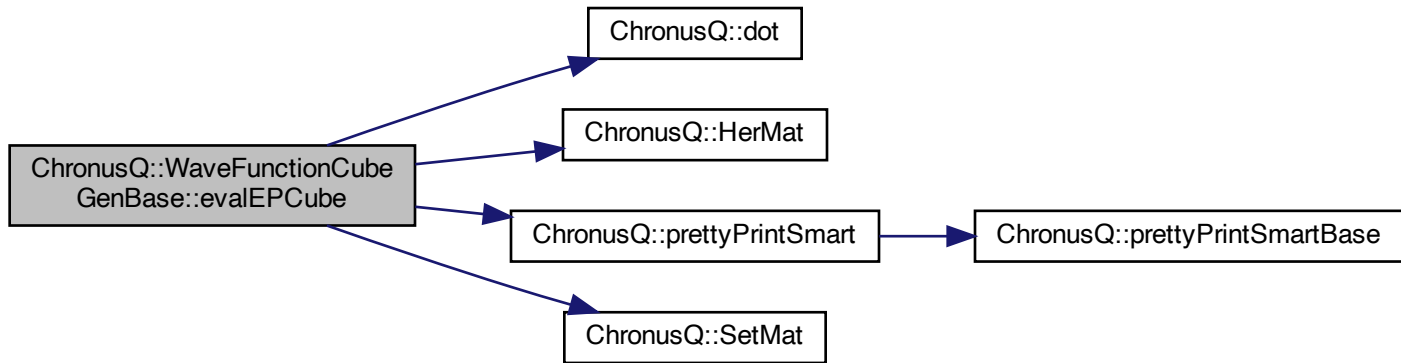 ChronusQ::dot
ChronusQ::HerMat
ChronusQ::WaveFunctionCube
GenBase::evalEPCube
ChronusQ::prettyPrintSmart
ChronusQ::prettyPrintSmartBase
ChronusQ::SetMat